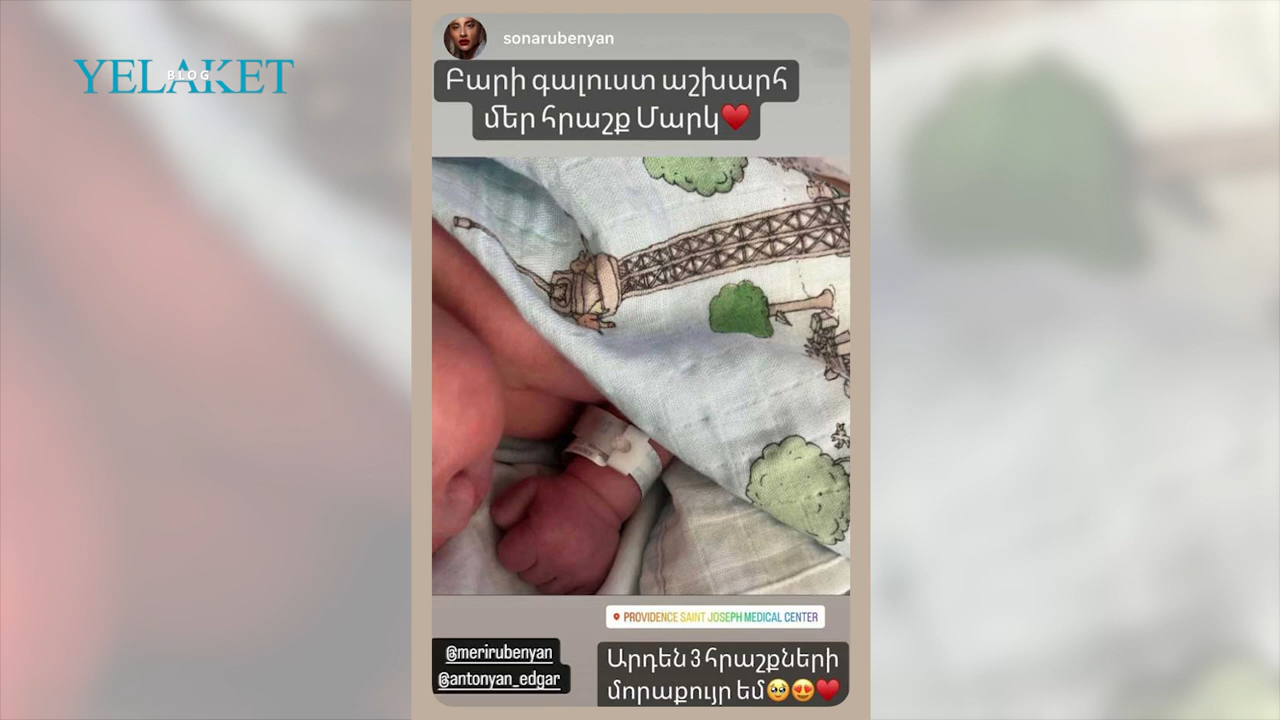 YELAKET
BLOG
sonarubenyan
Բարի գալուստ աշխարհ
մեր հրաշք Մարկ❤️
PROVIDENCE SAINT JOSEPH MEDICAL CENTER
@merirubenyan
@antonyan_edgar
Արդեն 3 հրաշքների
մորաքույր եմ🥹😍❤️